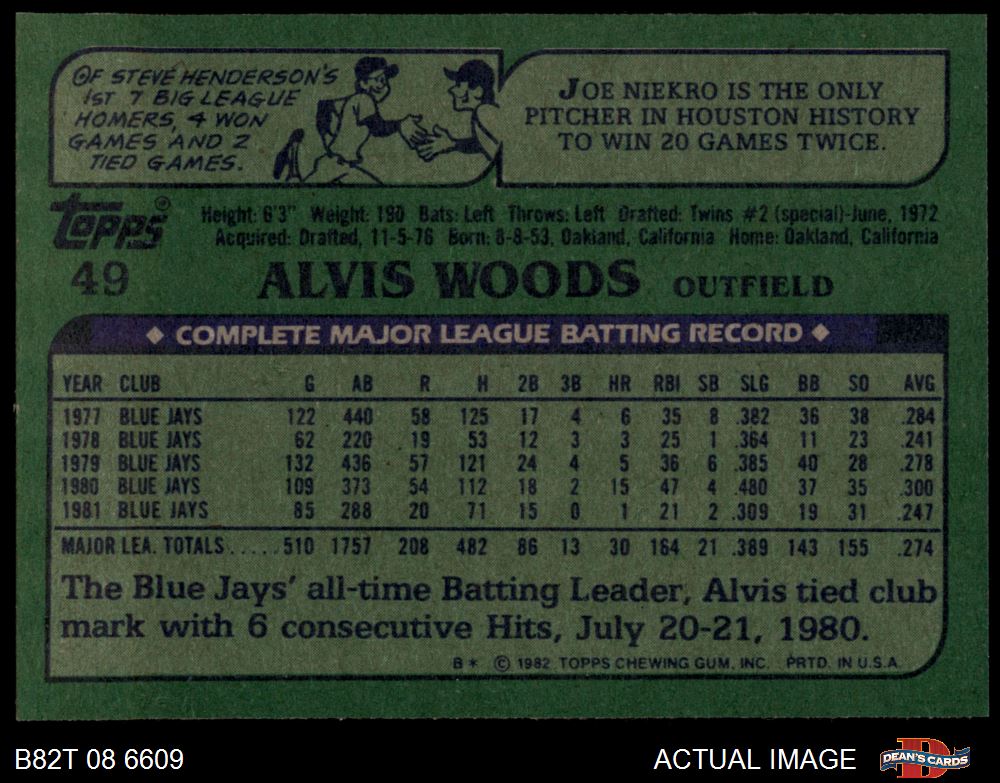 OF STEVE HENDERSON'S
1ST 7 BIG LEAGUE
HOMERS, 4 WON
GAMES AND 2
TIED GAMES.
JOE NIEKRO IS THE ONLY
PITCHER IN HOUSTON HISTORY
TO WIN 20 GAMES TWICE.
topps®
Height: 6'3" Weight: 190 Bats: Left Throws: Left Drafted: Twins #2 (special)-June, 1972
Acquired: Drafted, 11-5-76 Born: 8-8-53, Oakland, California Home: Oakland, California
49 ALVIS WOODS OUTFIELD
◆ COMPLETE MAJOR LEAGUE BATTING RECORD ◆
YEAR CLUB G AB R H 2B 3B HR RBI SB SLG BB SO AVG
1977 BLUE JAYS 122 440 58 125 17 4 6 35 8 .382 36 38 .284
1978 BLUE JAYS 62 220 19 53 12 3 3 25 1 .364 11 23 .241
1979 BLUE JAYS 132 436 57 121 24 4 5 36 6 .385 40 28 .278
1980 BLUE JAYS 109 373 54 112 18 2 15 47 4 .480 37 35 .300
1981 BLUE JAYS 85 288 20 71 15 0 1 21 2 .309 19 31 .247
MAJOR LEA. TOTALS.....510 1757 208 482 86 13 30 164 21 .389 143 155 .274
The Blue Jays' all-time Batting Leader, Alvis tied club
mark with 6 consecutive Hits, July 20-21, 1980.
B* © 1982 TOPPS CHEWING GUM, INC. PRTD. IN U.S.A.
B82T 08 6609
ACTUAL IMAGE
DEAN'S CARDS